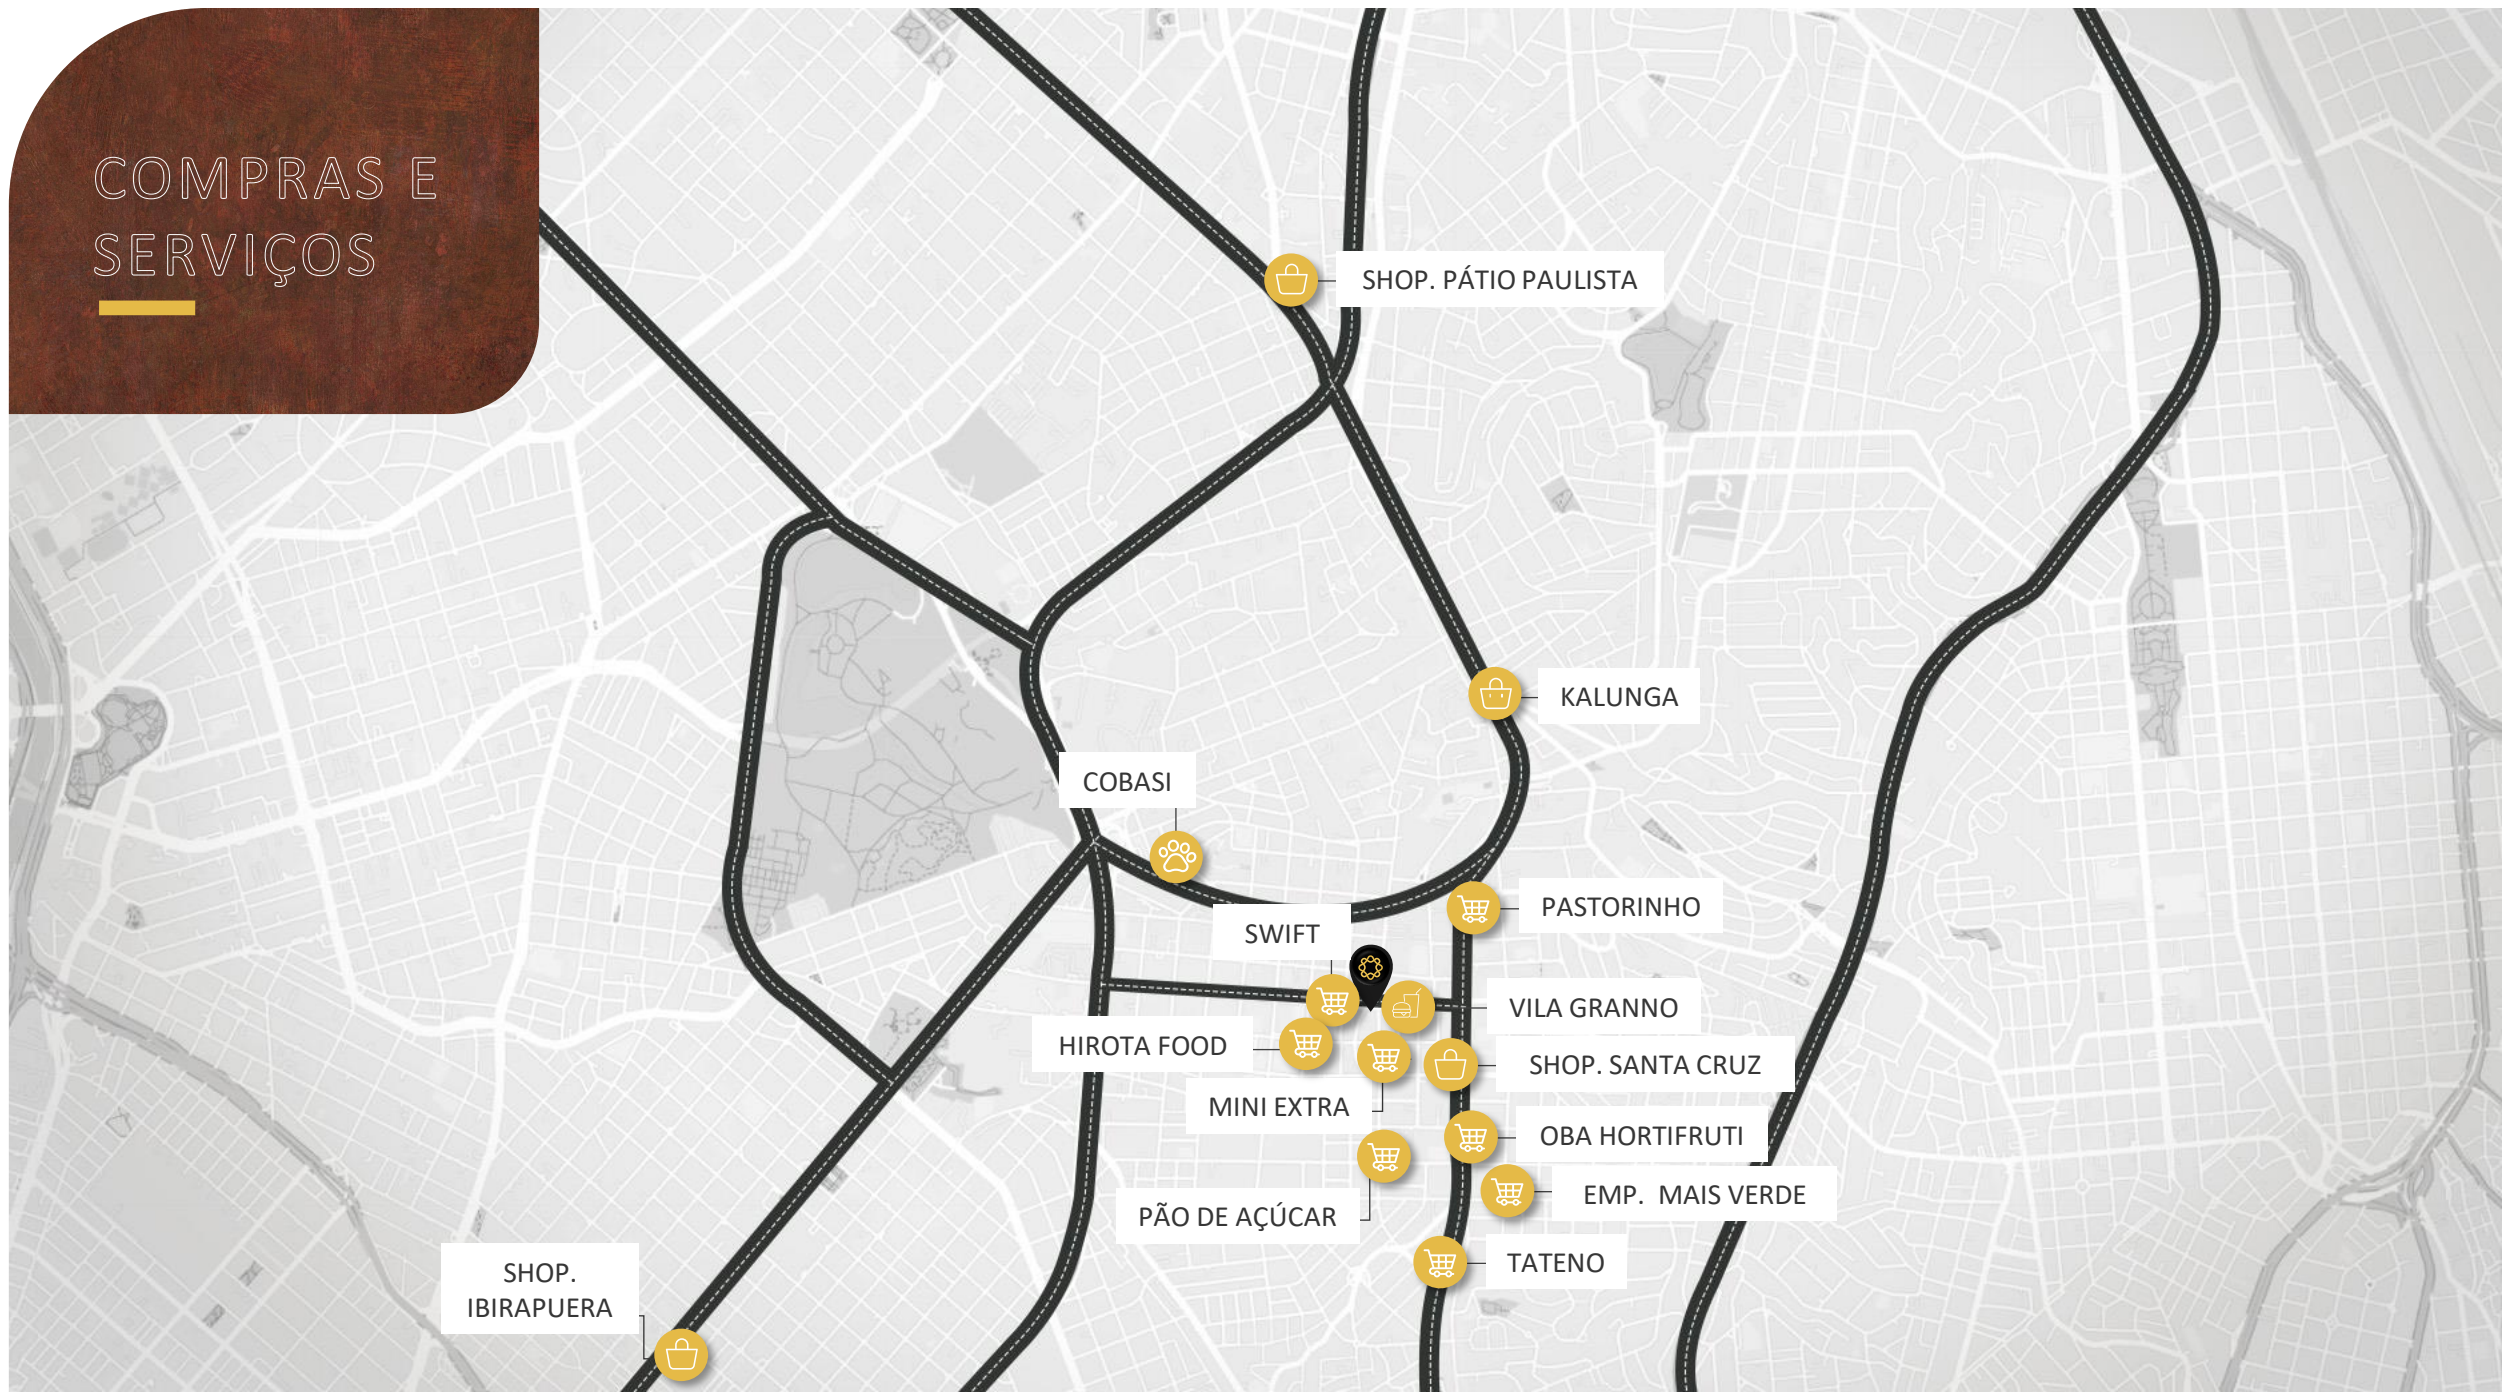 COMPRAS E
SERVIÇOS
SHOP. PÁTIO PAULISTA
KALUNGA
COBASI
PASTORINHO
SWIFT
VILA GRANNO
HIROTA FOOD
SHOP. SANTA CRUZ
MINI EXTRA
OBA HORTIFRUTI
EMP. MAIS VERDE
PÃO DE AÇÚCAR
TATENO
SHOP.
IBIRAPUERA